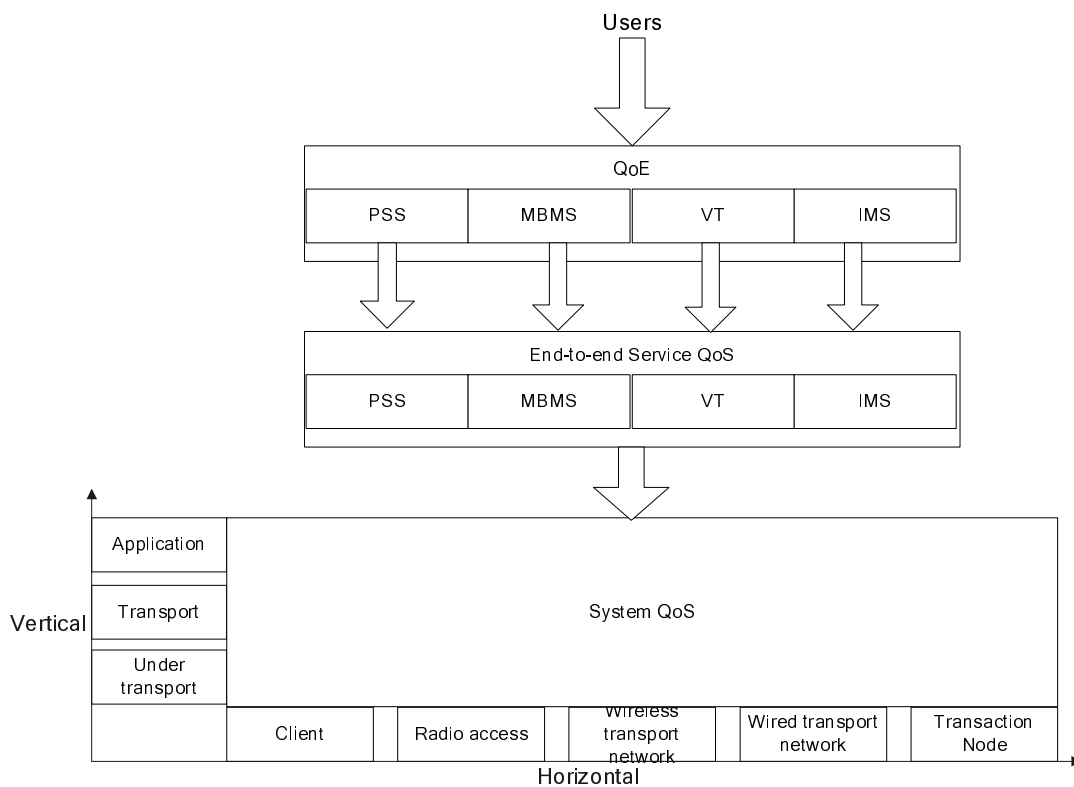 Users
QoE
PSS
MBMS
VT
IMS
End-to-end Service QoS
PSS
MBMS
VT
IMS
Application
System QoS
Transport
Vertical
Under
transport
Client
Radio access
Wireless
transport
network
Wired transport
network
Transaction
Node
Horizontal